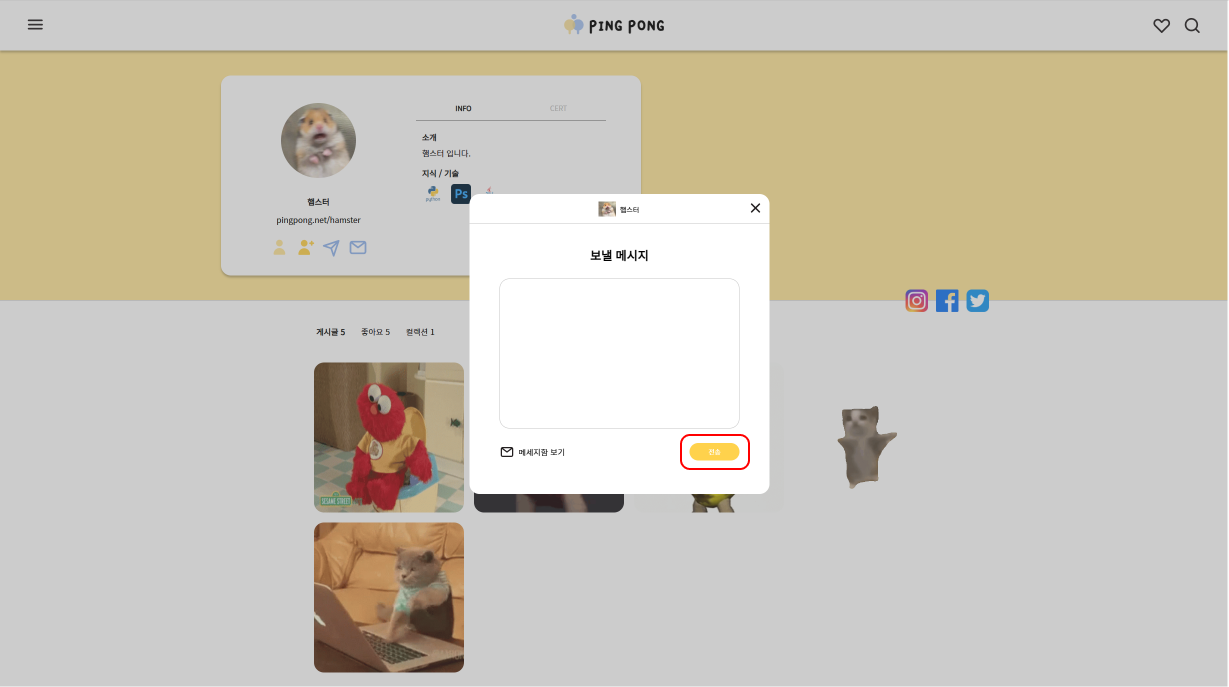 PING PONG
INFO
CERT
소개
햄스터 입니다.
지식 / 기술
python
Ps
햄스터
pingpong.net/hamster
햄스터
보낼 메시지
메세지함 보기
전송
게시글 5
좋아요 5
컬렉션 1
SESAME STREET